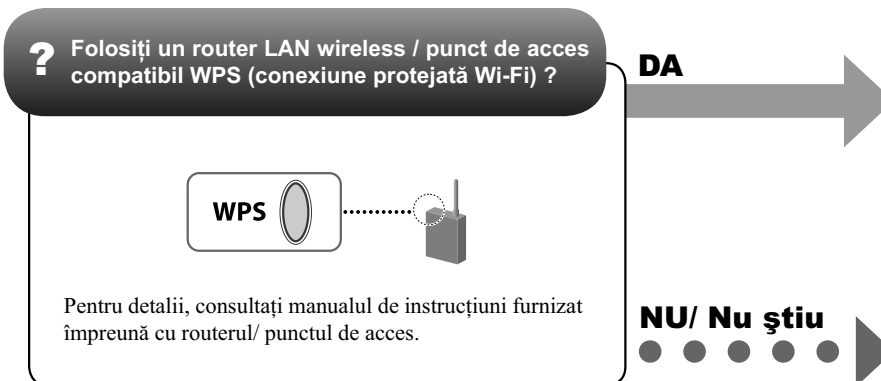 ? Folosiți un router LAN wireless / punct de acces
compatibil WPS (conexiune protejată Wi-Fi) ?
DA
WPS
Pentru detalii, consultați manualul de instrucțiuni furnizat
împreună cu routerul/ punctul de acces.
NU/ Nu ştiu